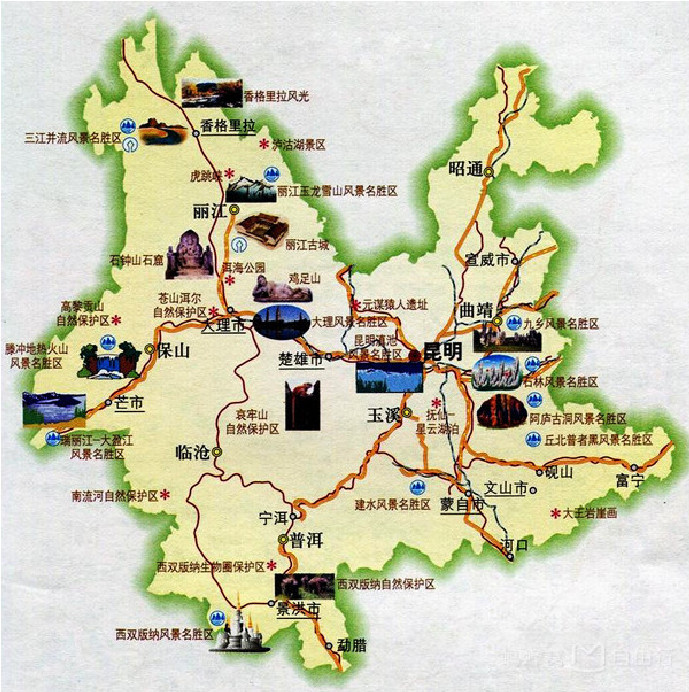 香格里拉风光
三江并流风景名胜区
香格里拉
泸沽湖景区
昭通
虎跳峡
丽江玉龙雪山风景名胜区
丽江
丽江古城
石钟山石窟
洱海公园
宣威市
鸡足山
高黎贡山
自然保护区
苍山洱尔
自然保护区
元谋猿人遗址
曲靖
大理市
大理风景名胜区
九乡风景区
腾冲地热火山
风景名胜区
保山
楚雄市
昆明滇池
风景名胜区
昆明
石林风景名胜区
芒市
哀牢山
自然保护区
玉溪
抚仙-
星云湖泊
阿庐古洞风景名胜区
瑞丽江-大盈江
风景名胜区
丘北普者黑风景名胜区
临沧
砚山
富宁
南流河自然保护区
建水风景名胜区
蒙自市
文山市
宁洱
大王岩崖画
普洱
河口
西双版纳生物圈保护区
西双版纳自然保护区
景洪市
西双版纳风景名胜区
勐腊
自由行